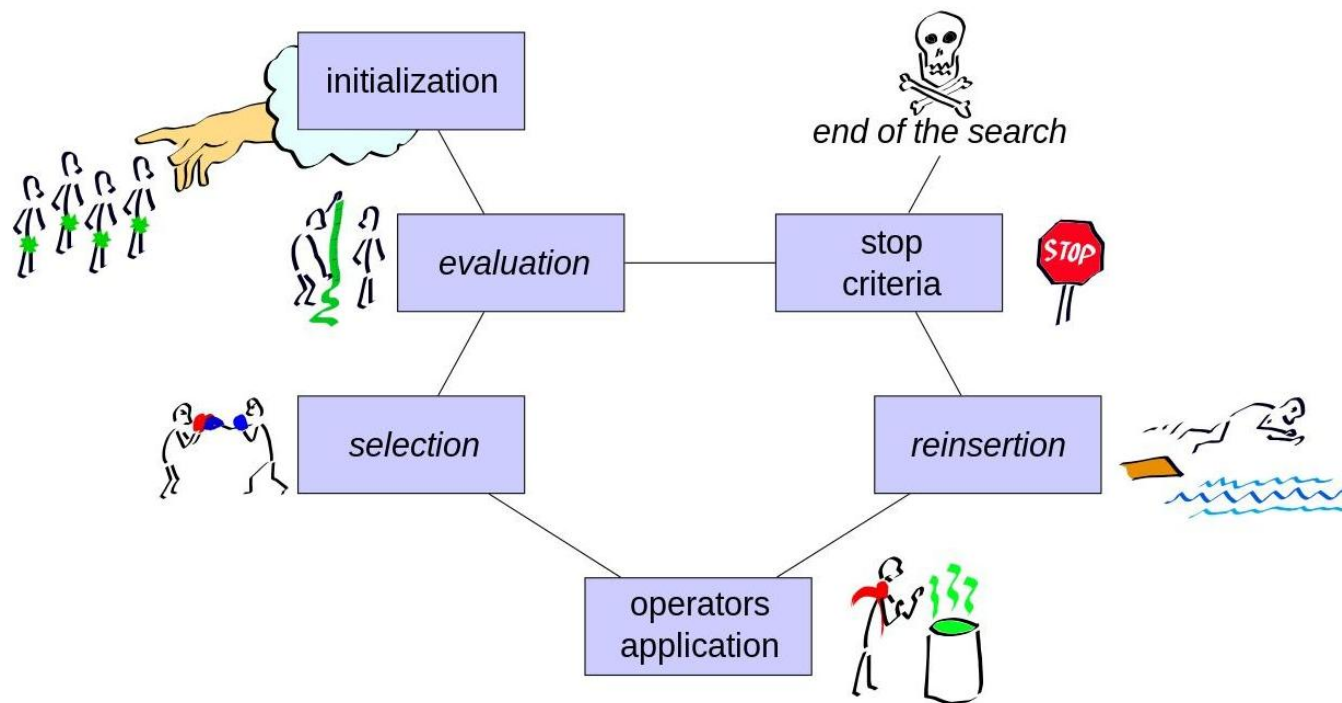 initialization
end of the search
evaluation
stop
criteria
STOP
selection
reinsertion
operators
application